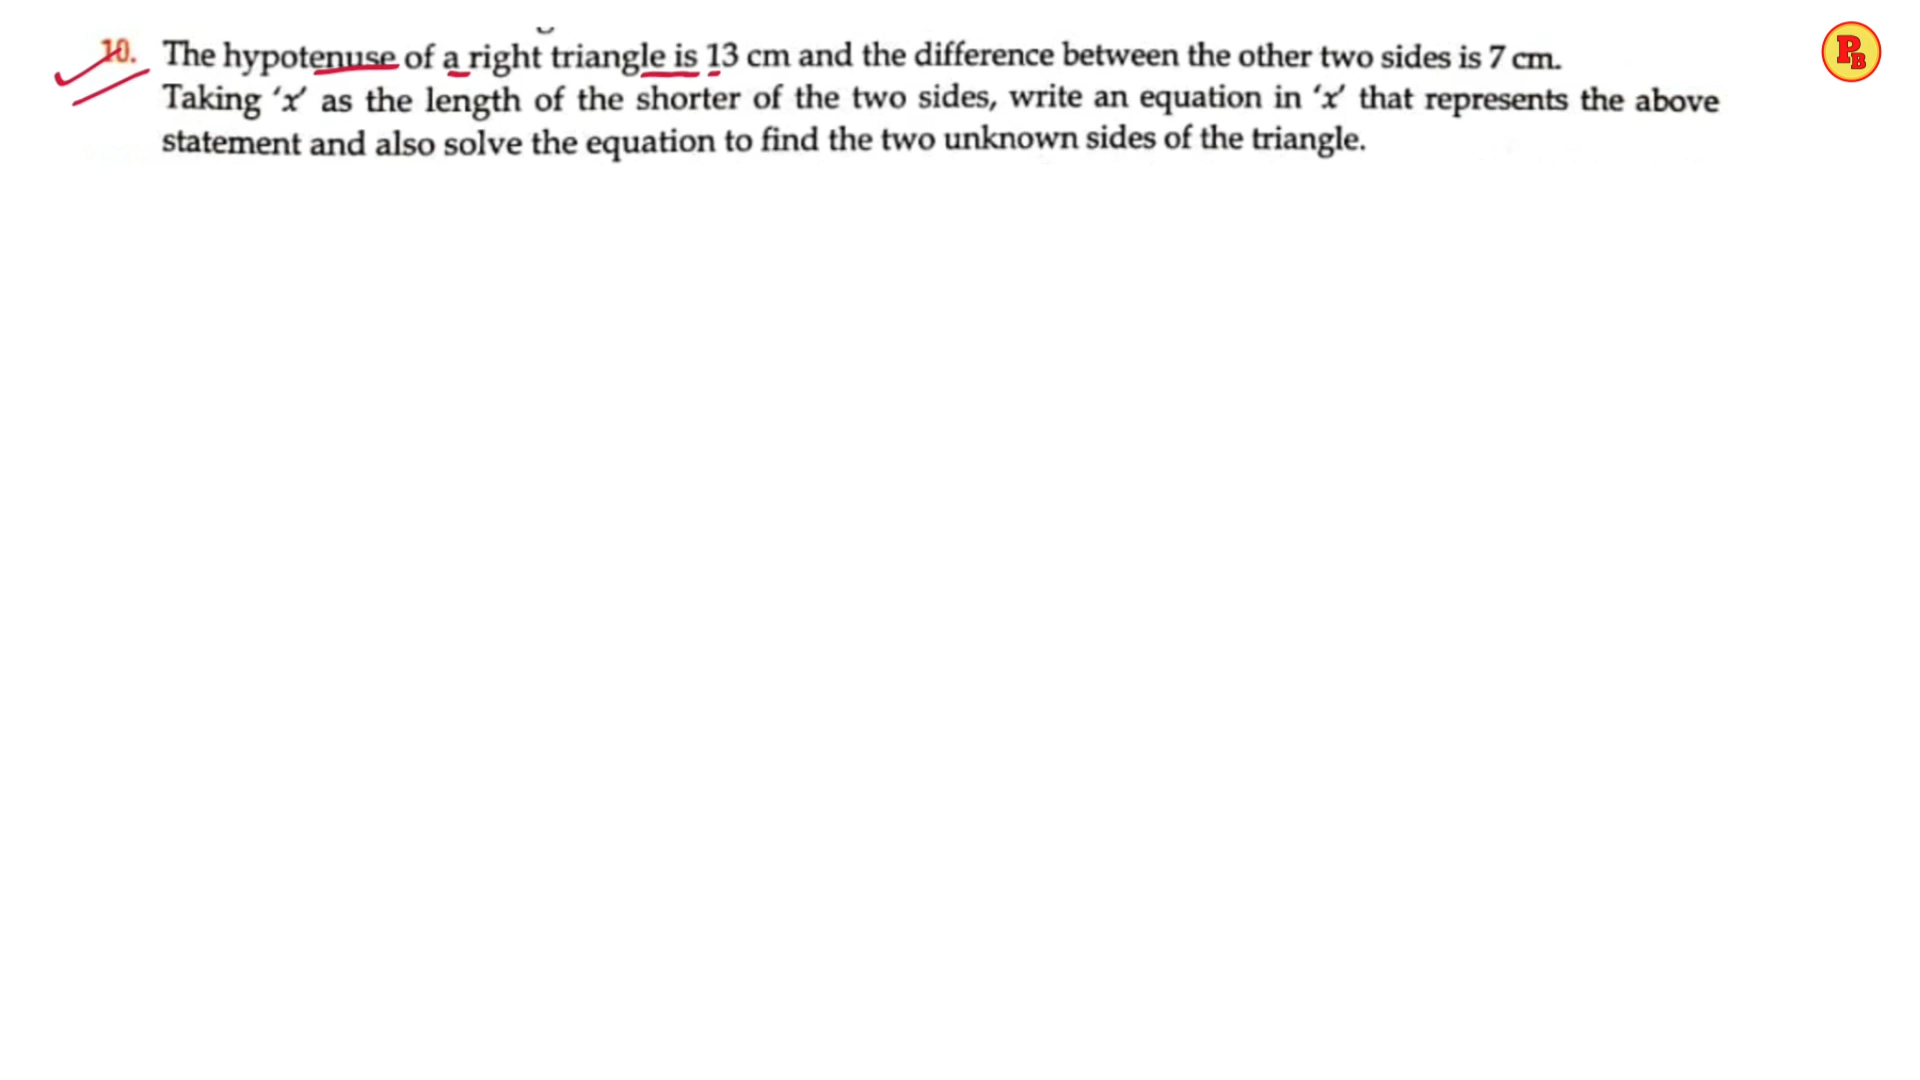 10. The hypotenuse of a right triangle is 13 cm and the difference between the other two sides is 7 cm.
Taking ‘x’ as the length of the shorter of the two sides, write an equation in ‘x’ that represents the above
statement and also solve the equation to find the two unknown sides of the triangle.
PB